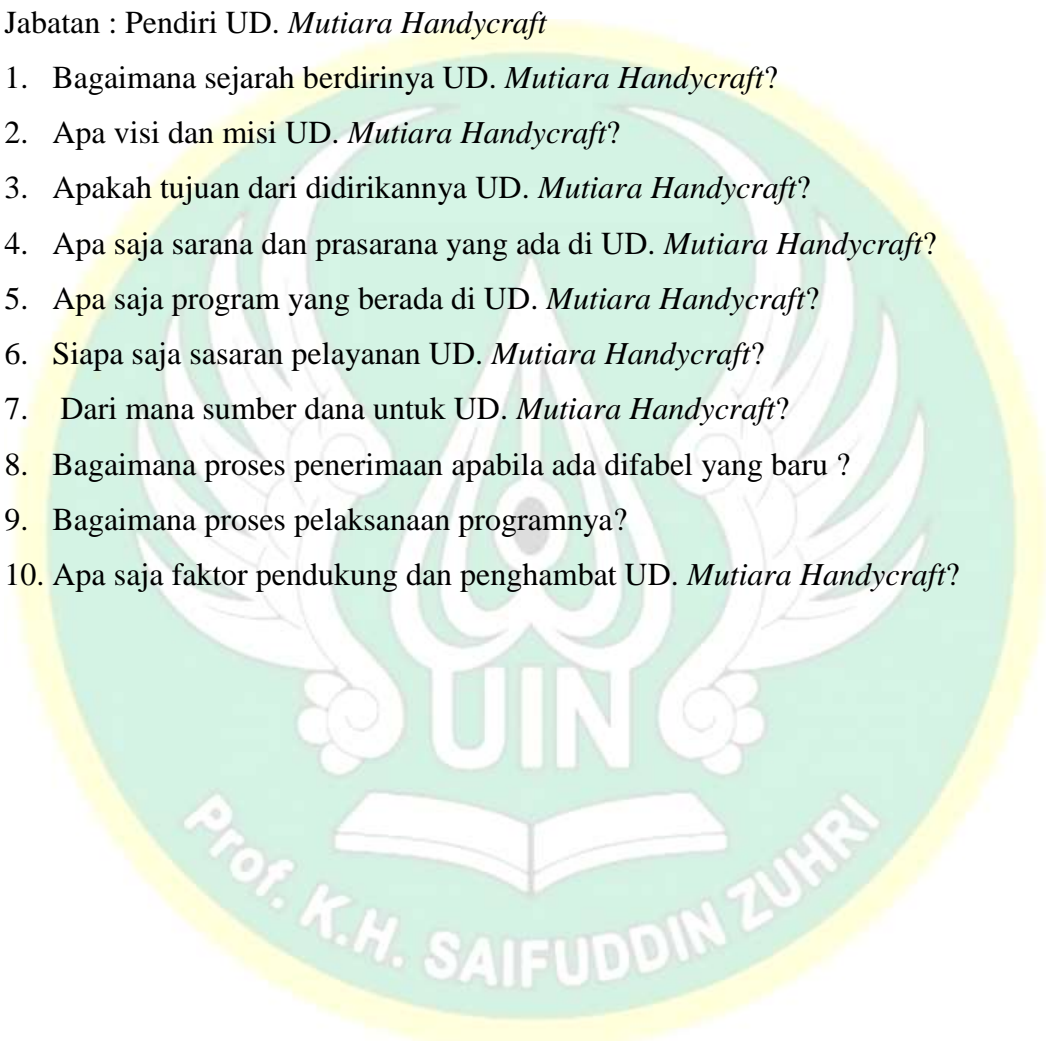 Jabatan : Pendiri UD. Mutiara Handycraft
1. Bagaimana sejarah berdirinya UD. Mutiara Handycraft?
2. Apa visi dan misi UD. Mutiara Handycraft?
3. Apakah tujuan dari didirikannya UD. Mutiara Handycraft?
4. Apa saja sarana dan prasarana yang ada di UD. Mutiara Handycraft?
5. Apa saja program yang berada di UD. Mutiara Handycraft?
6. Siapa saja sasaran pelayanan UD. Mutiara Handycraft?
7. Dari mana sumber dana untuk UD. Mutiara Handycraft?
8. Bagaimana proses penerimaan apabila ada difabel yang baru ?
9. Bagaimana proses pelaksanaan programnya?
10. Apa saja faktor pendukung dan penghambat UD. Mutiara Handycraft?
UIN
Prof. K.H. SAIFUDDIN ZUHRI